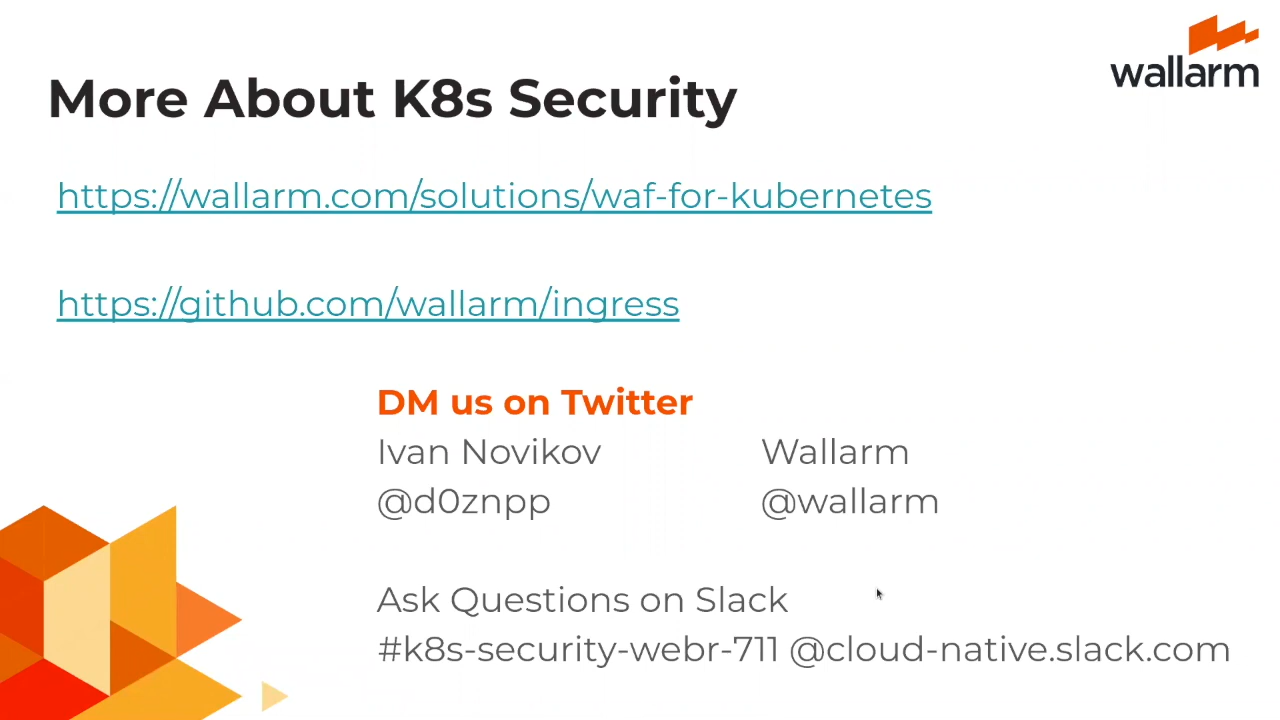 wallarm
More About K8s Security
https://wallarm.com/solutions/waf-for-kubernetes
https://github.com/wallarm/ingress
DM us on Twitter
Ivan Novikov Wallarm
@d0znpp @wallarm
Ask Questions on Slack
#k8s-security-webr-711 @cloud-native.slack.com